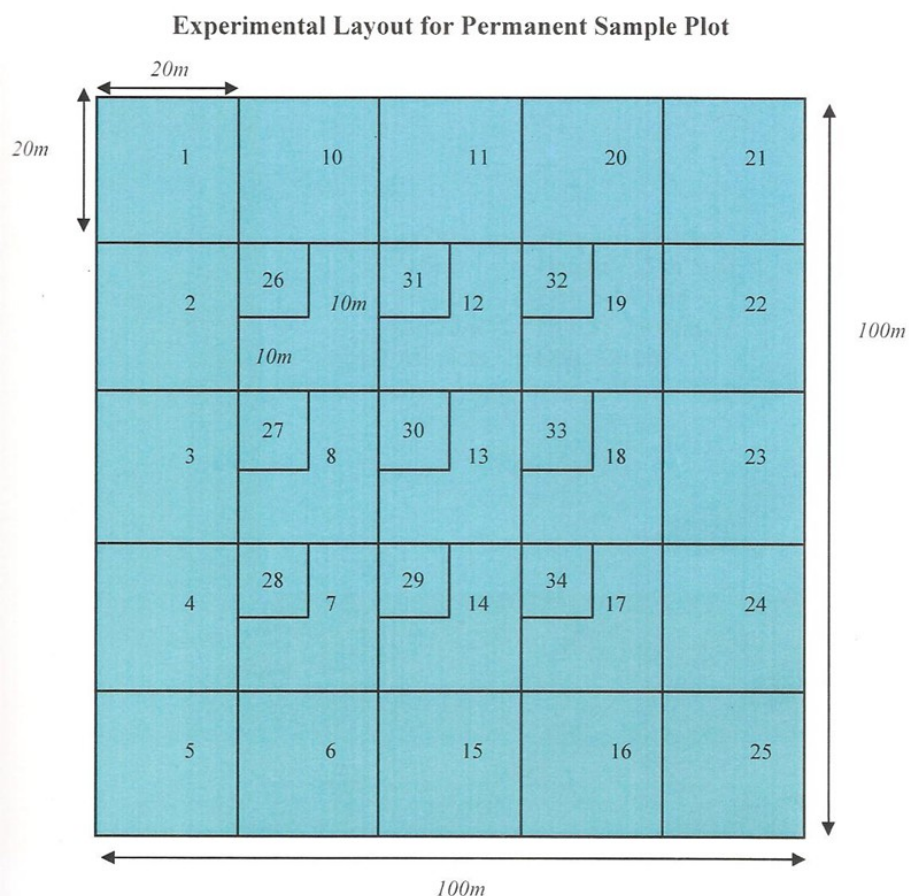 Experimental Layout for Permanent Sample Plot
20m
20m
1 10 11 20 21
26 31 32
2 10m 12 19 22
100m
10m
27 30 33
3 8 13 18 23
28 29 34
4 7 14 17 24
5 6 15 16 25
100m